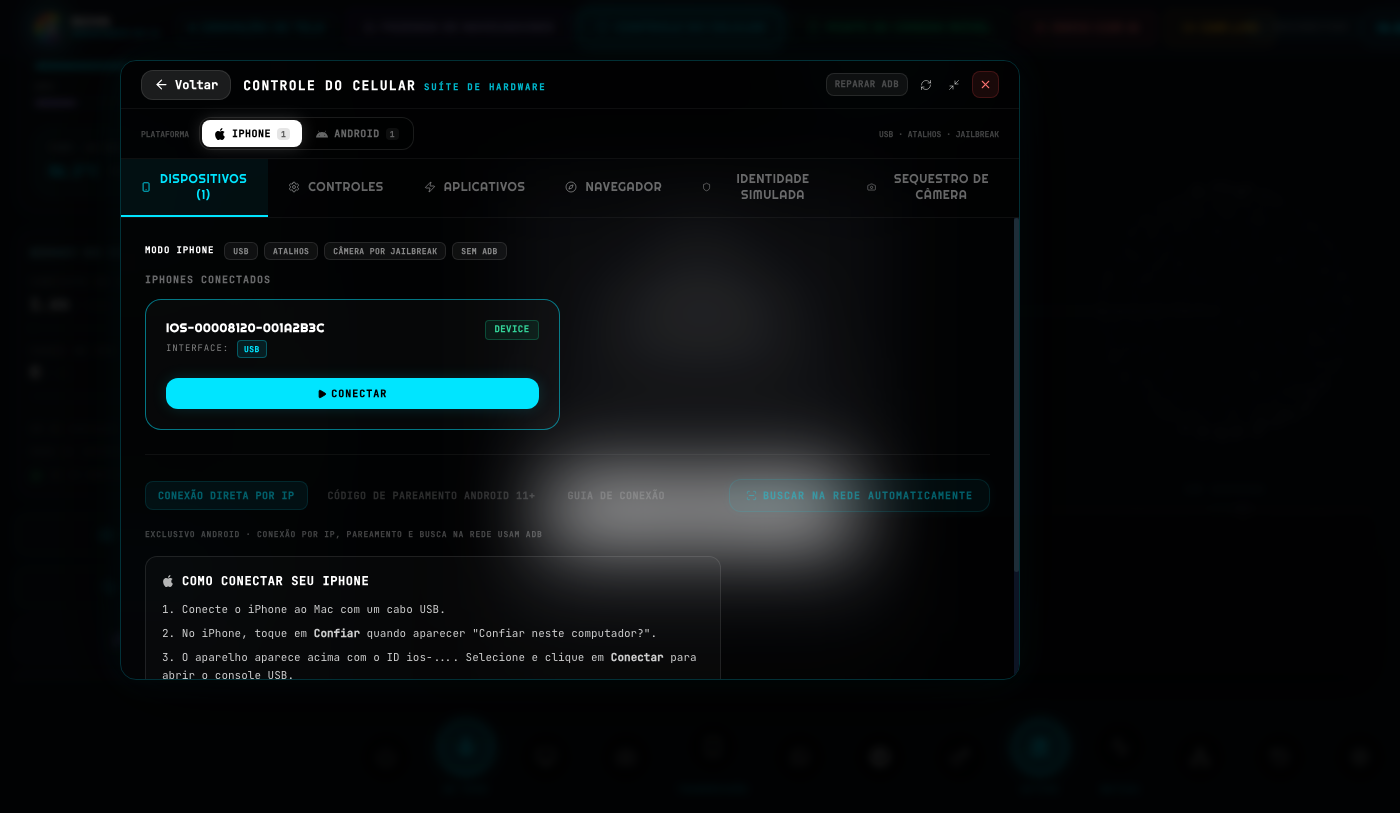 Voltar
CONTROLE DO CELULAR SUÍTE DE HARDWARE
REPARAR ADB
PLATAFORMA
IPHONE 1
ANDROID 1
USB · ATALHOS · JAILBREAK
DISPOSITIVOS
(1)
CONTROLES
APLICATIVOS
NAVEGADOR
IDENTIDADE
SIMULADA
SEQUESTRO DE
CÂMERA
MODO IPHONE
USB
ATALHOS
CÂMERA POR JAILBREAK
SEM ADB
IPHONES CONECTADOS
IOS-00008120-001A2B3C
DEVICE
INTERFACE: USB
CONECTAR
CONEXÃO DIRETA POR IP
CÓDIGO DE PAREAMENTO ANDROID 11+
GUIA DE CONEXÃO
BUSCAR NA REDE AUTOMATICAMENTE
EXCLUSIVO ANDROID · CONEXÃO POR IP, PAREAMENTO E BUSCA NA REDE USAM ADB
COMO CONECTAR SEU IPHONE
1. Conecte o iPhone ao Mac com um cabo USB.
2. No iPhone, toque em Confiar quando aparecer "Confiar neste computador?".
3. O aparelho aparece acima com o ID ios-... . Selecione e clique em Conectar para
abrir o console USB.